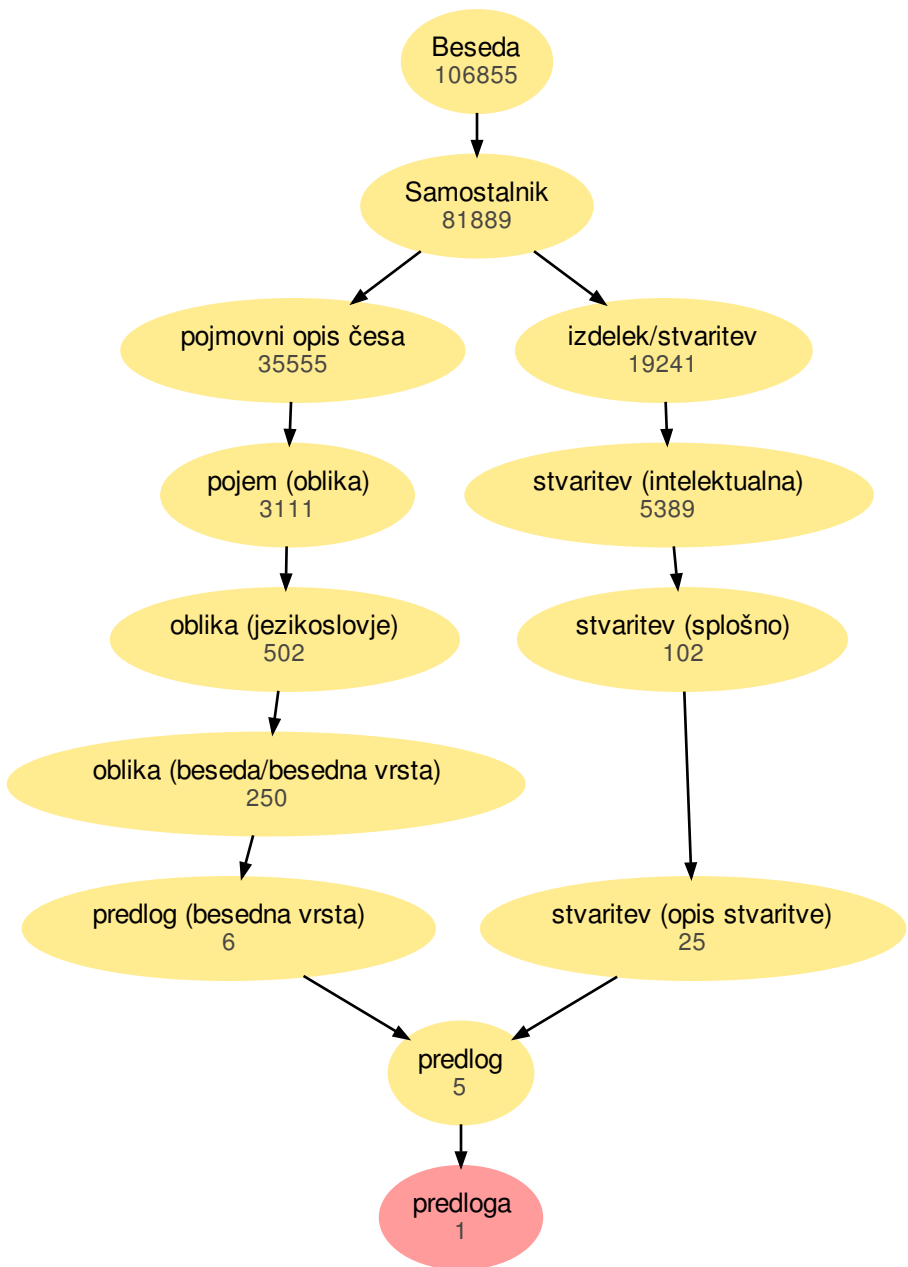 Beseda
106855
Samostalnik
81889
pojmovni opis česa
35555
izdelek/stvaritev
19241
pojem (oblika)
3111
stvaritev (intelektualna)
5389
oblika (jezikoslovje)
502
stvaritev (splošno)
102
oblika (beseda/besedna vrsta)
250
predlog (besedna vrsta)
6
stvaritev (opis stvaritve)
25
predlog
5
predloga
1